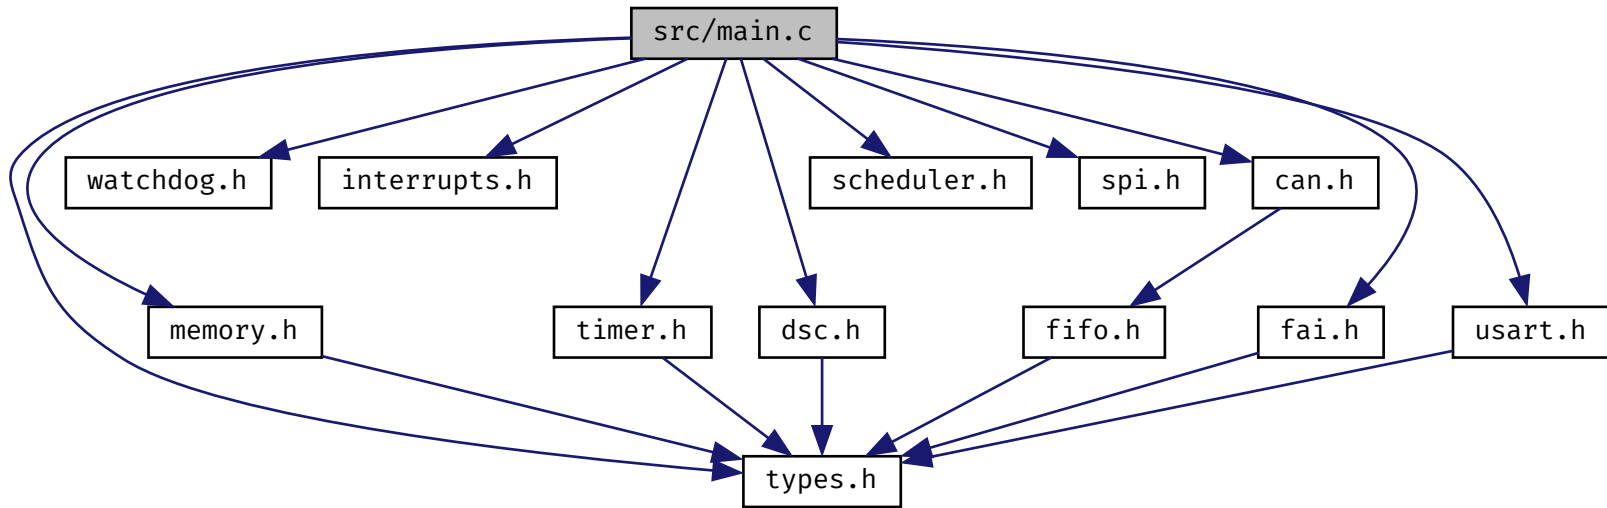 src/main.c
watchdog.h
interrupts.h
scheduler.h
spi.h
can.h
memory.h
timer.h
dsc.h
fifo.h
fai.h
usart.h
types.h